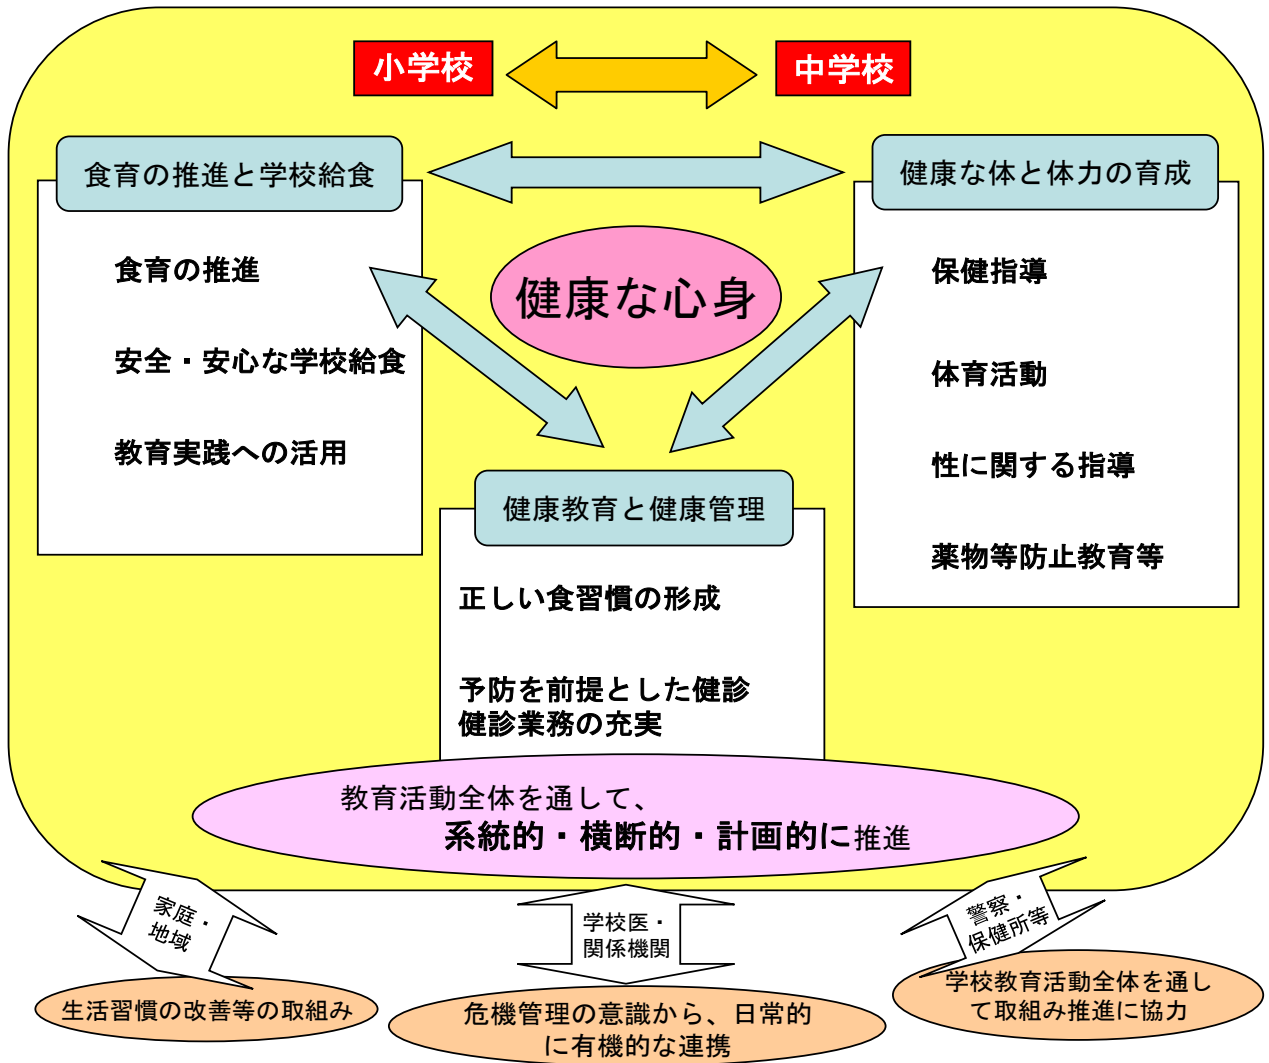 小学校
中学校
食育の推進と学校給食
健康な体と体力の育成
食育の推進
安全・安心な学校給食
教育実践への活用
健康な心身
保健指導
体育活動
性に関する指導
薬物等防止教育等
健康教育と健康管理
正しい食習慣の形成
予防を前提とした健診
健診業務の充実
教育活動全体を通して、
系統的・横断的・計画的に推進
家庭・
地域
学校医・
関係機関
警察・
保健所等
生活習慣の改善等の取組み
危機管理の意識から、日常的
に有機的な連携
学校教育活動全体を通し
て取組み推進に協力